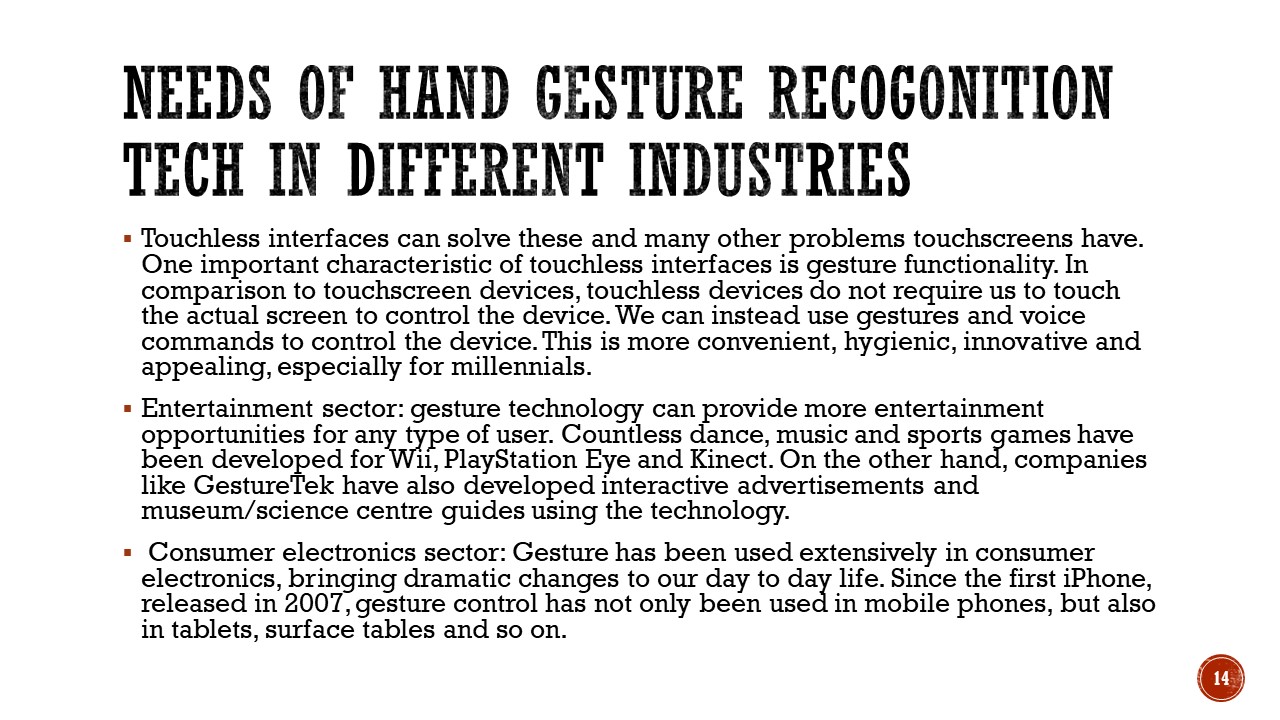 NEEDS OF HAND GESTURE RECOGONITION
TECH IN DIFFERENT INDUSTRIES
▪ Touchless interfaces can solve these and many other problems touchscreens have.
One important characteristic of touchless interfaces is gesture functionality. In
comparison to touchscreen devices, touchless devices do not require us to touch
the actual screen to control the device. We can instead use gestures and voice
commands to control the device. This is more convenient, hygienic, innovative and
appealing, especially for millennials.
▪ Entertainment sector: gesture technology can provide more entertainment
opportunities for any type of user. Countless dance, music and sports games have
been developed for Wii, PlayStation Eye and Kinect. On the other hand, companies
like GestureTek have also developed interactive advertisements and
museum/science centre guides using the technology.
▪ Consumer electronics sector: Gesture has been used extensively in consumer
electronics, bringing dramatic changes to our day to day life. Since the first iPhone,
released in 2007, gesture control has not only been used in mobile phones, but also
in tablets, surface tables and so on.
14